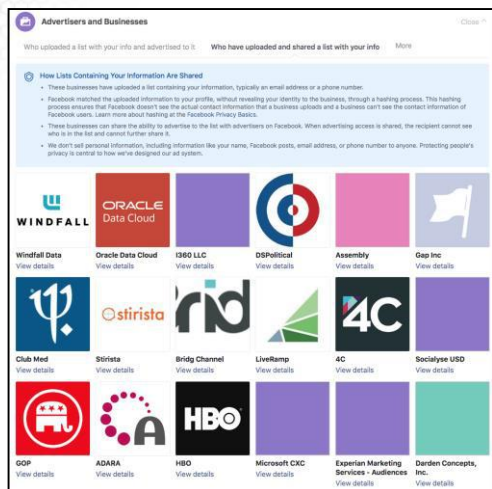 Advertisers and Businesses
Close
Who uploaded a list with your info and advertised to it Who have uploaded and shared a list with your info More
How Lists Containing Your Information Are Shared
• These businesses have uploaded a list containing your information, typically an email address or a phone number.
• Facebook matched the uploaded information to your profile, without revealing your identity to the business, through a hashing process. This hashing
process ensures that Facebook doesn't see the actual contact information that a business uploads and a business can't see the contact information of
Facebook users. Learn more about hashing at the Facebook Privacy Basics.
• These businesses can share the ability to advertise to the list with advertisers on Facebook. When advertising access is shared, the recipient cannot see
who is in the list and cannot further share it.
• We don't sell personal information, including information like your name, Facebook posts, email address, or phone number to anyone. Protecting people's
privacy is central to how we've designed our ad system.
WINDFALL
ORACLE
Data Cloud
Windfall Data Oracle Data Cloud I360 LLC DSPolitical Assembly Gap Inc
View details View details View details View details View details View details
stirista
rid
4C
Club Med Stirista Bridg Channel LiveRamp 4C Socialyse USD
View details View details View details View details View details View details
A
HBO
GOP ADARA HBO Microsoft CXC Experian Marketing Services - Audiences Darden Concepts, Inc.
View details View details View details View details View details View details